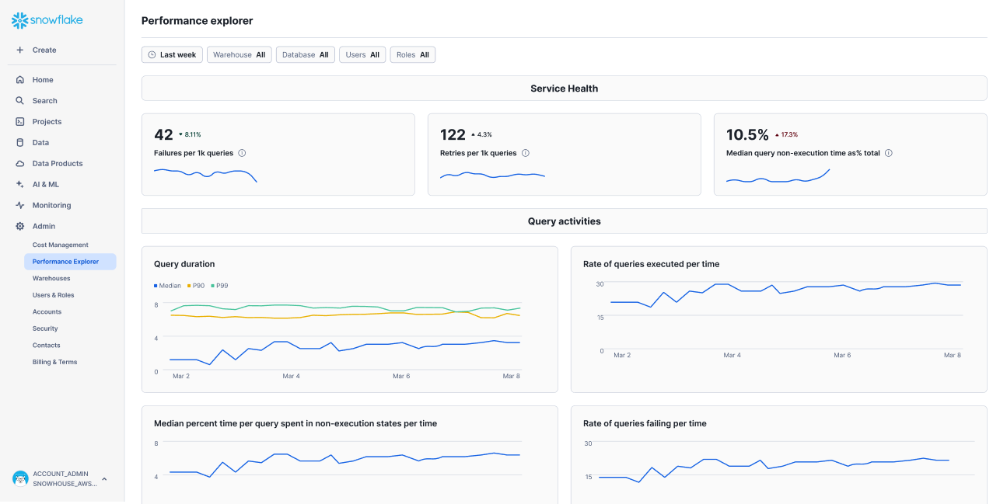 snowflake
Create
Home
Search
Projects
Data
Data Products
AI & ML
Monitoring
Admin
Cost Management
Performance Explorer
Warehouses
Users & Roles
Accounts
Security
Contacts
Billing & Terms
ACCOUNT_ADMIN
SNOWHOUSE_AWS...
Performance explorer
Last week
Warehouse All
Database All
Users All
Roles All
Service Health
42 8.11%
Failures per 1k queries
122 4.3%
Retries per 1k queries
10.5% 17.3%
Median query non-execution time as% total
Query activities
Query duration
Median P90 P99
8
4
0
Mar 2 Mar 4 Mar 6 Mar 8
Rate of queries executed per time
30
15
0
Mar 2 Mar 4 Mar 6 Mar 8
Median percent time per query spent in non-execution states per time
8
4
Rate of queries failing per time
30
15